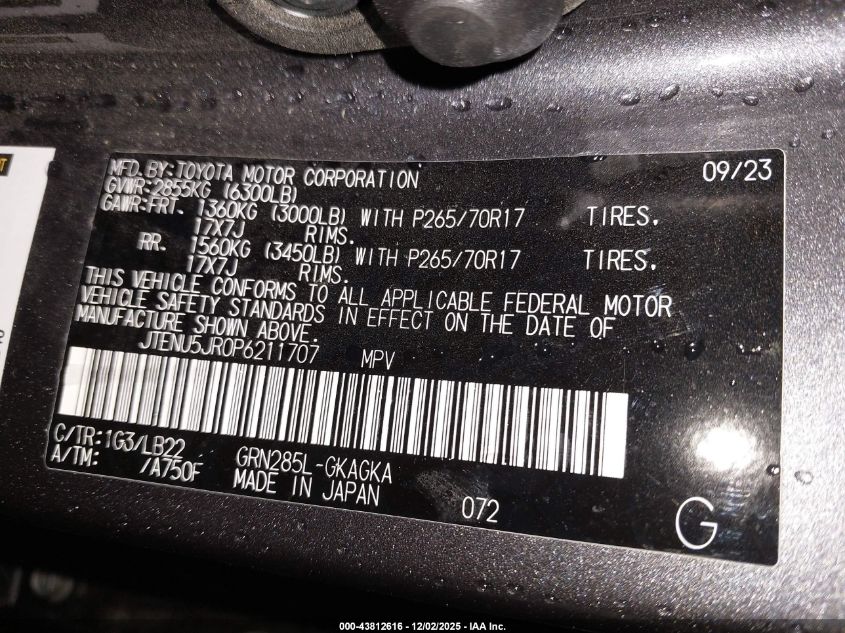 MFD.BY:TOYOTA MOTOR CORPORATION 09/23
GVWR:2855KG (6300LB)
GAWR:FRT. 1360KG (3000LB) WITH P265/70R17 TIRES.
17X7J RIMS.
RR. 1560KG (3450LB) WITH P265/70R17 TIRES.
17X7J RIMS.
THIS VEHICLE CONFORMS TO ALL APPLICABLE FEDERAL MOTOR
VEHICLE SAFETY STANDARDS IN EFFECT ON THE DATE OF
MANUFACTURE SHOWN ABOVE.
JTENU5JR0P6211707 MPV
C/TR:1G3/LB22
A/TM: /A750F
GRN285L-GKAGKA
MADE IN JAPAN
072
G
000-43812616 - 12/02/2025 - IAA Inc.